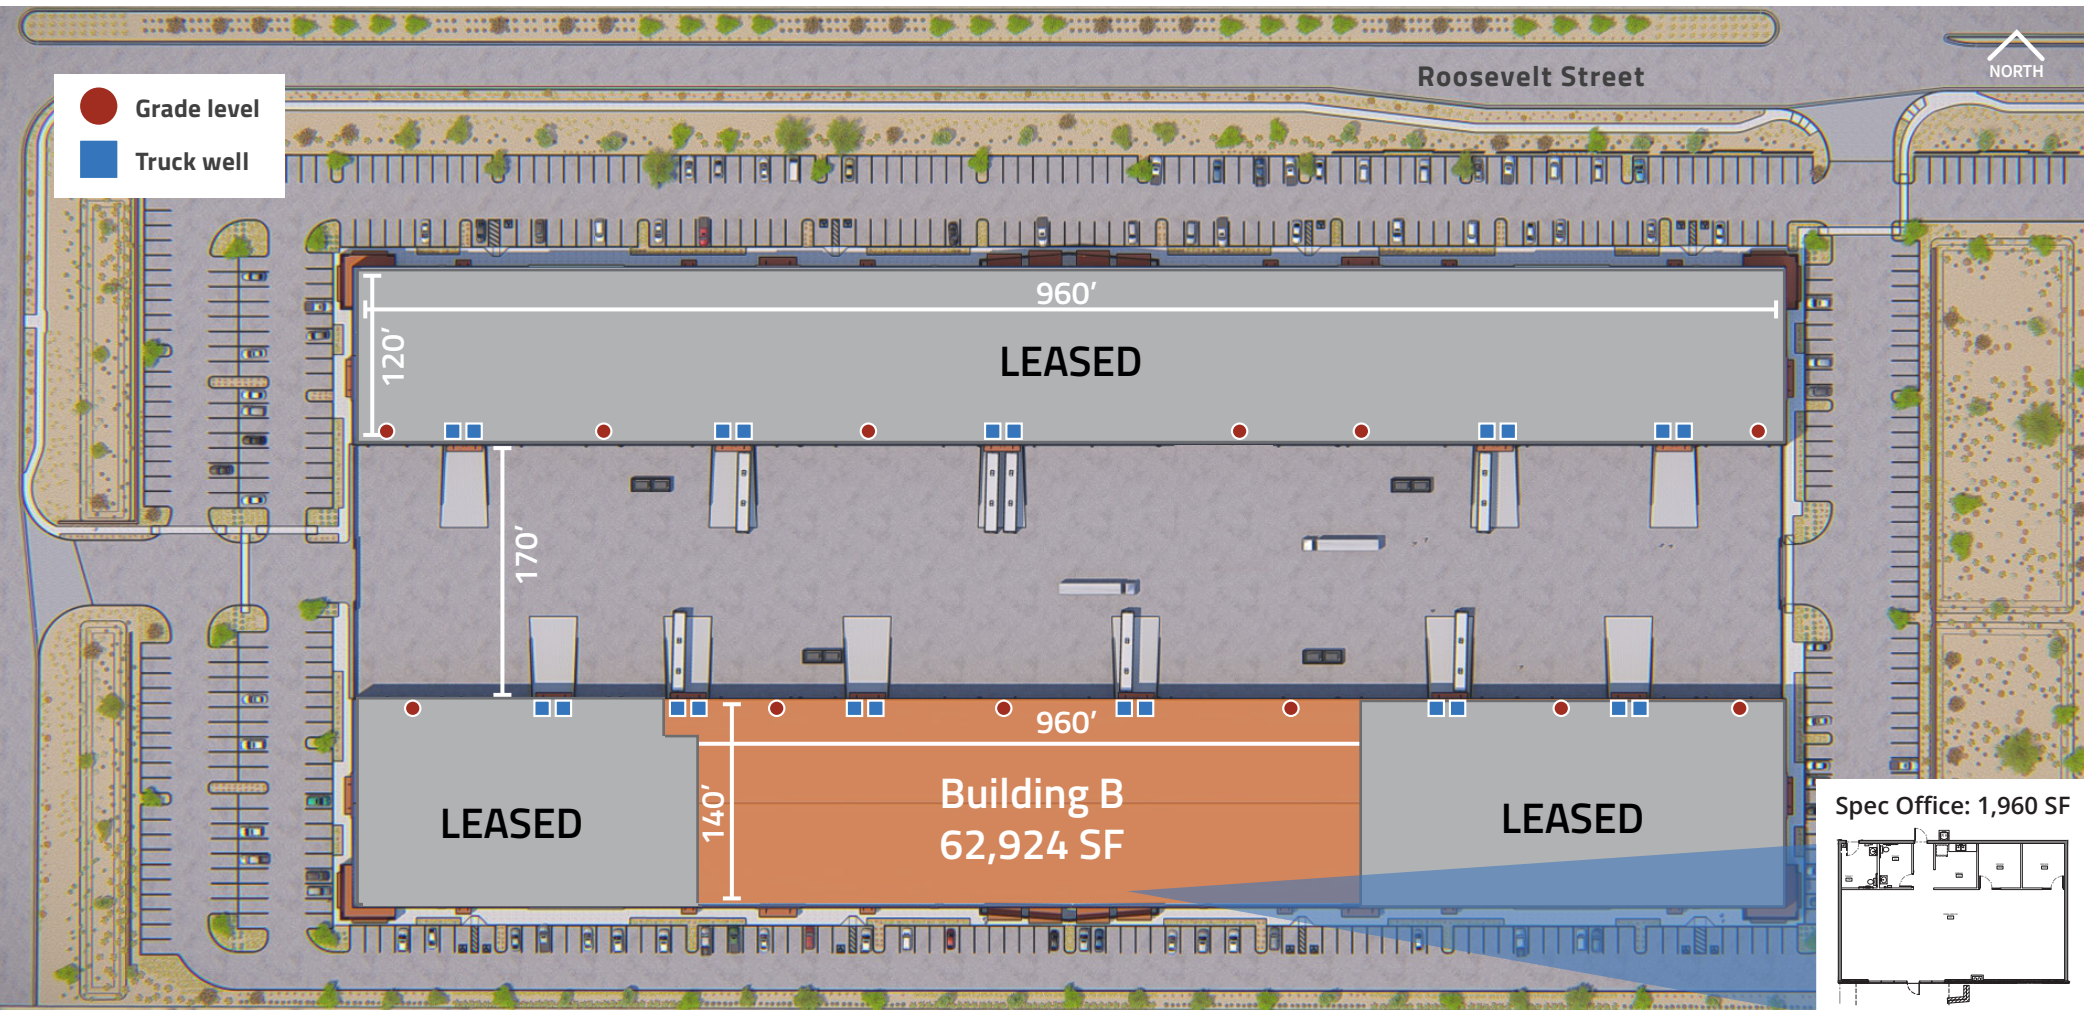 Roosevelt Street
NORTH
Grade level
Truck well
960’
120’
LEASED
170’
960’
140’
Building B
62,924 SF
LEASED
LEASED
Spec Office: 1,960 SF